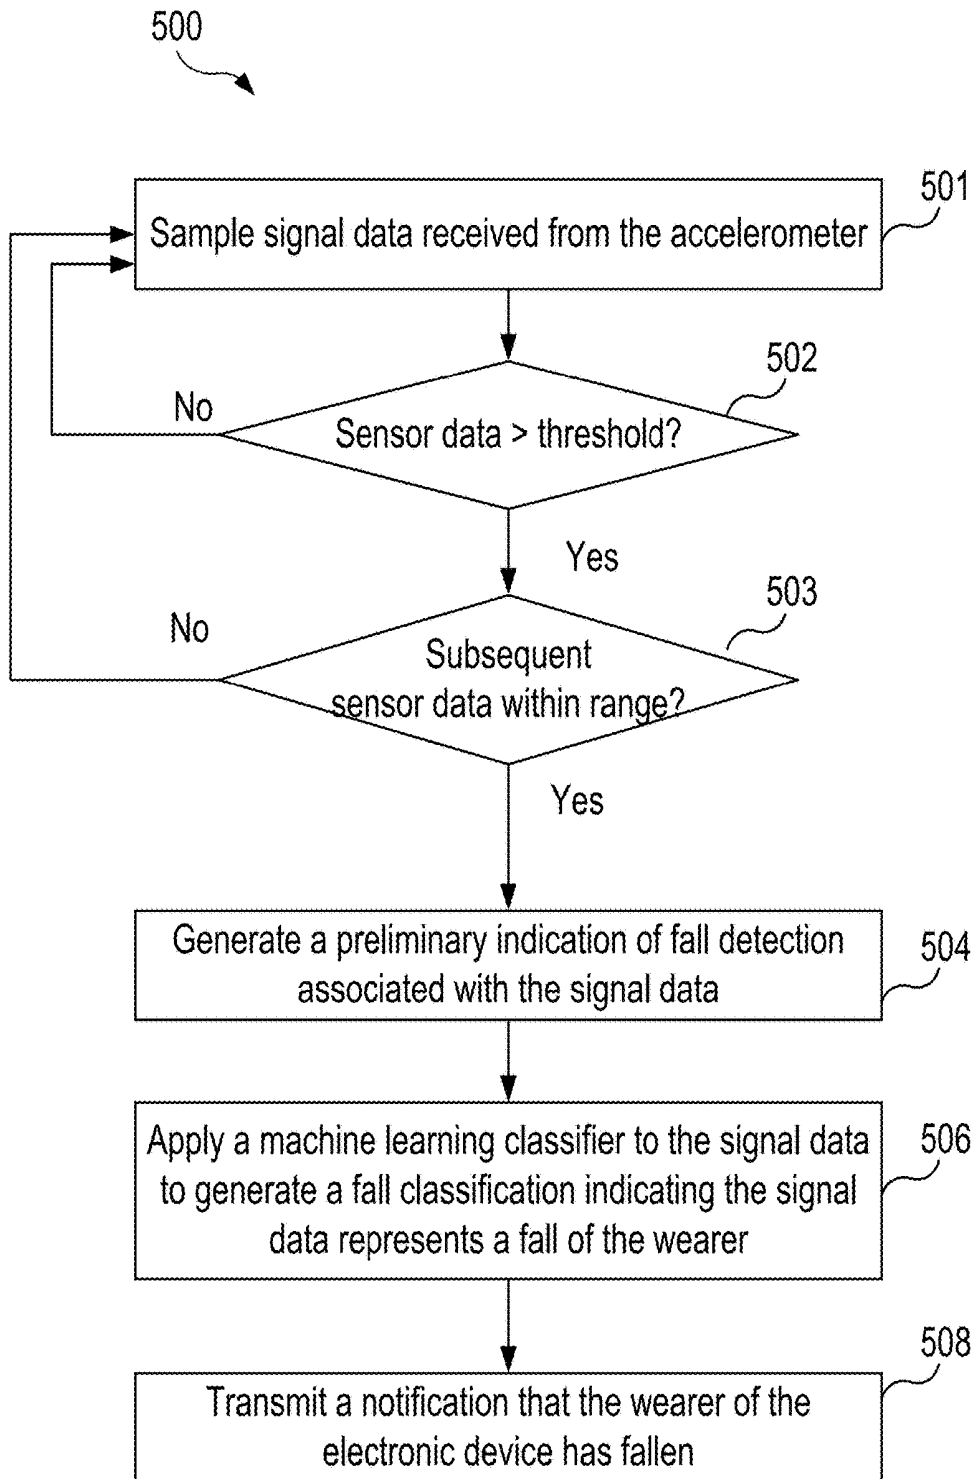 500
501
Sample signal data received from the accelerometer
502
No
Sensor data > threshold?
Yes
503
No
Subsequent
sensor data within range?
Yes
Generate a preliminary indication of fall detection
associated with the signal data
504
Apply a machine learning classifier to the signal data
to generate a fall classification indicating the signal
data represents a fall of the wearer
506
508
Transmit a notification that the wearer of the
electronic device has fallen